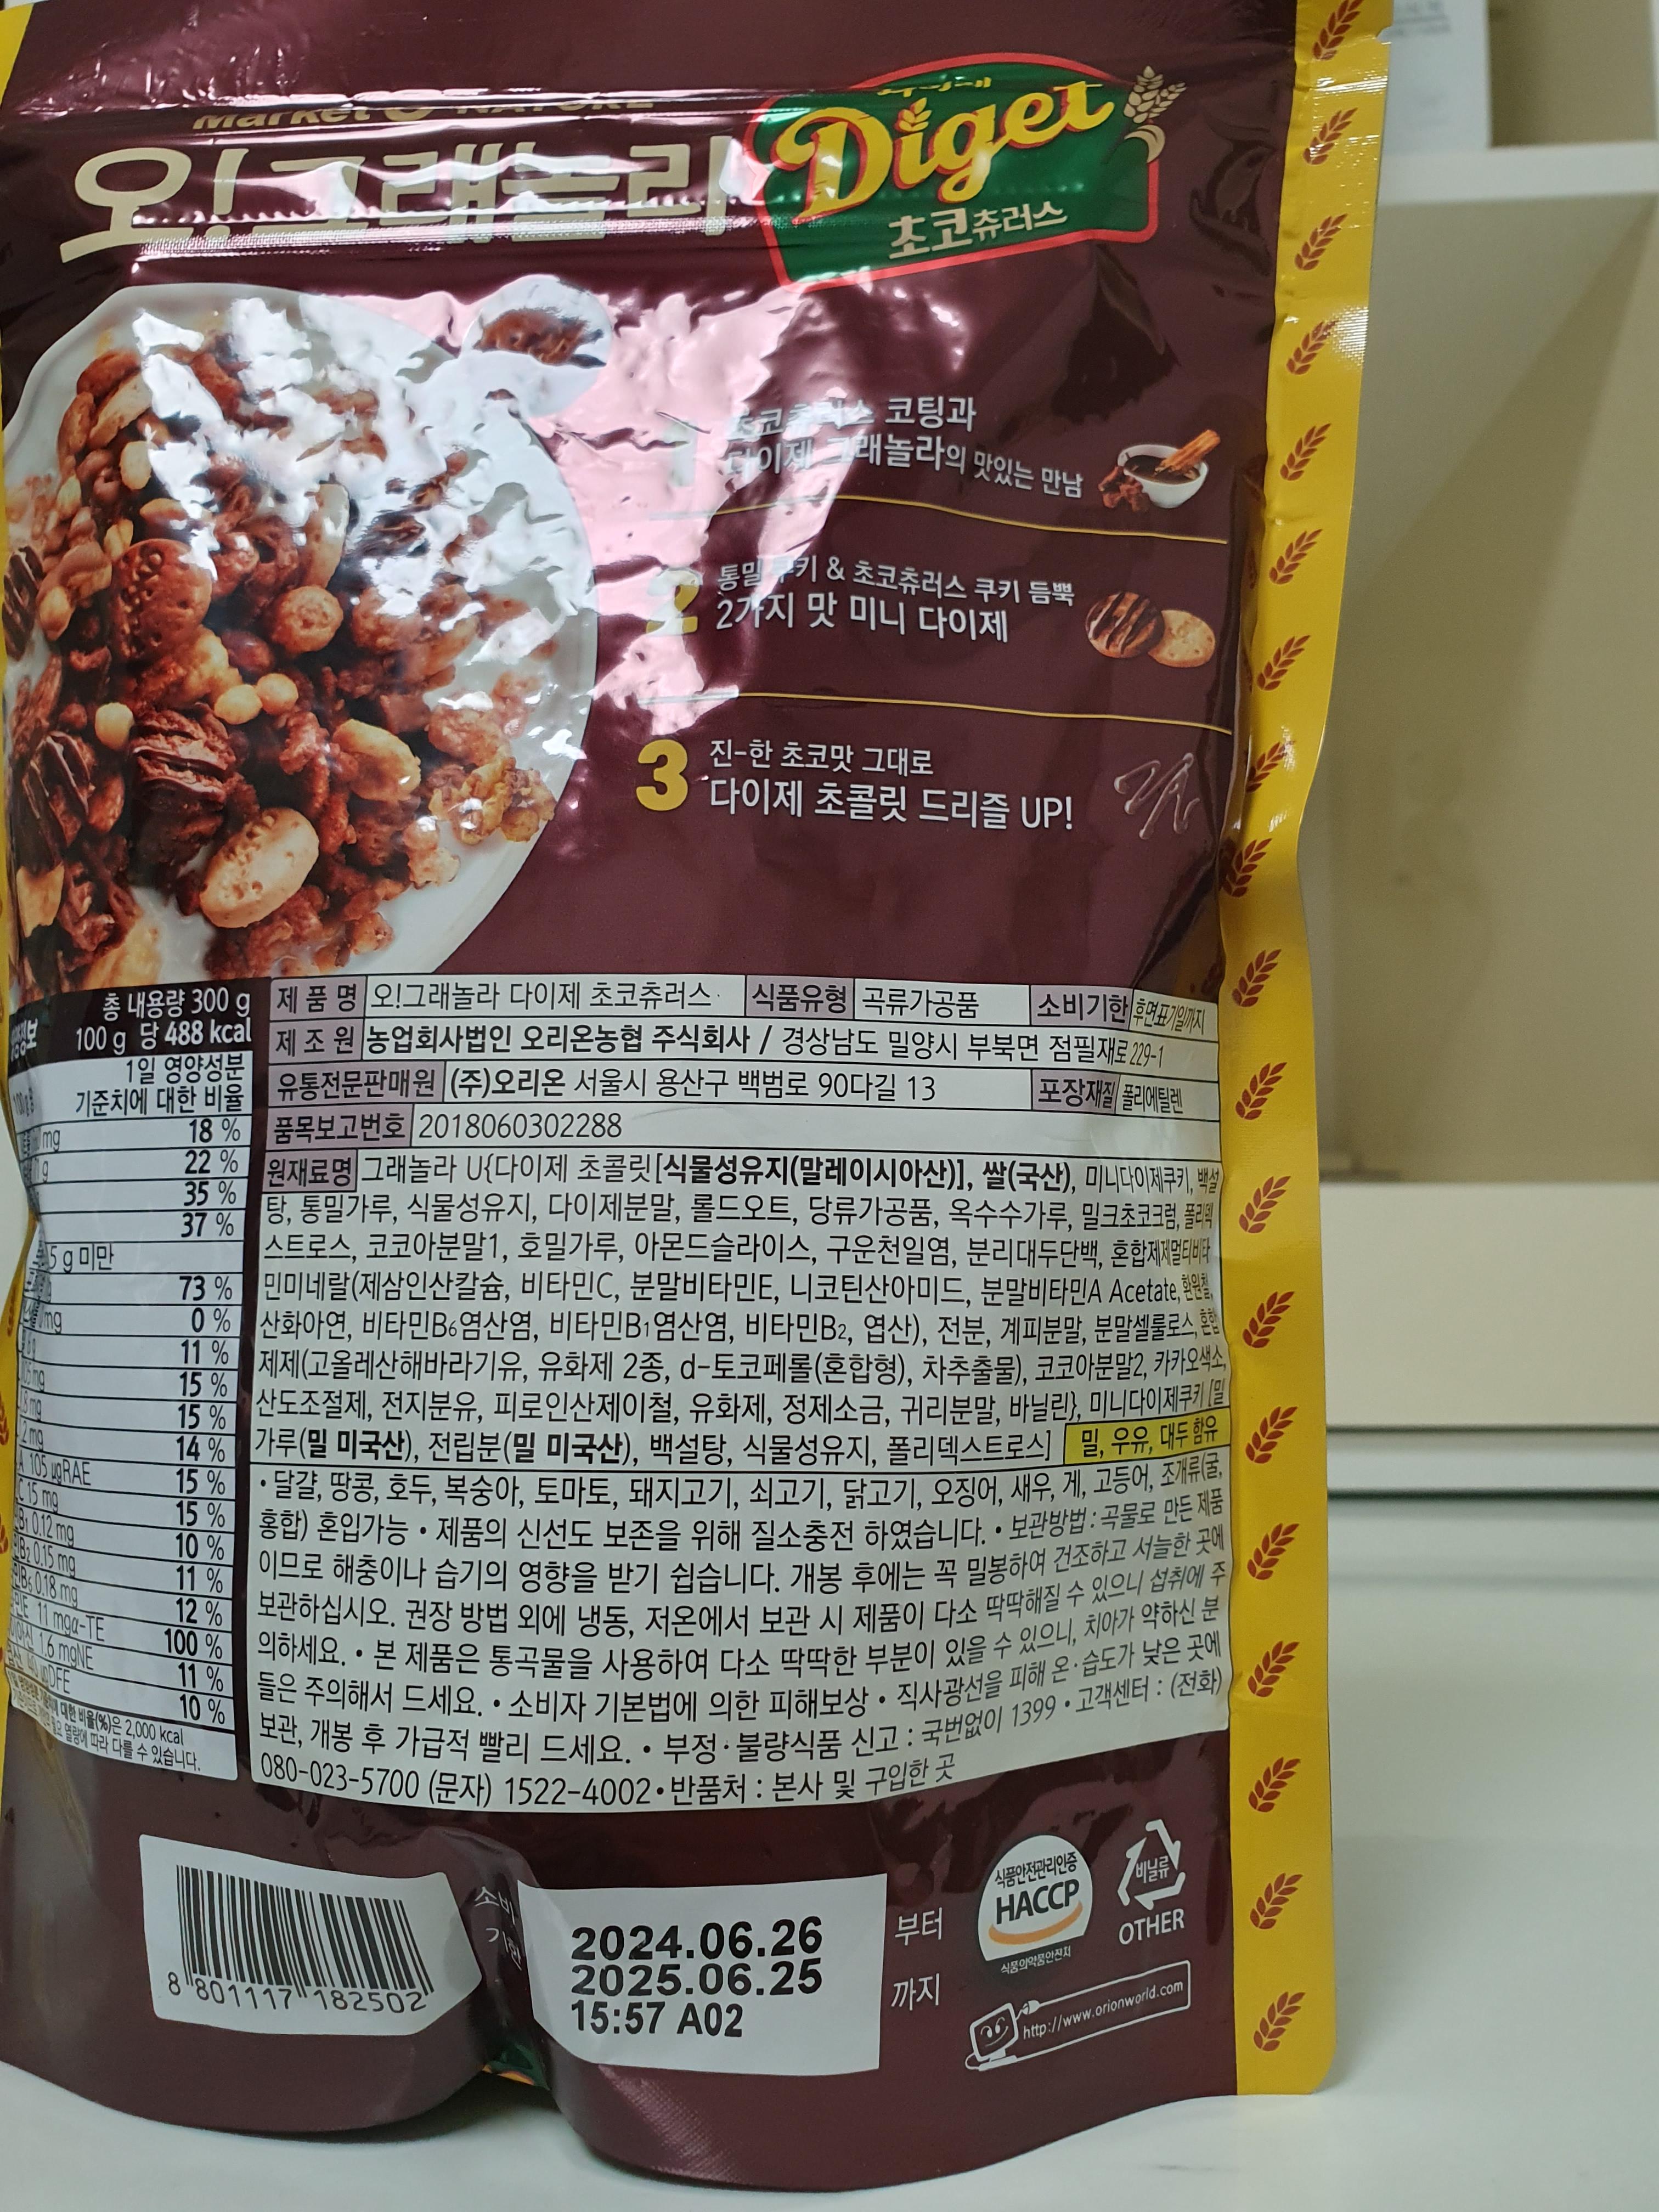 Market O NATURE
오!그래놀라
다이제
Diget
초코츄러스
1 초코츄러스 코팅과
다이제 그래놀라의 맛있는 만남
2 통밀 쿠키 & 초코츄러스 쿠키 듬뿍
2가지 맛 미니 다이제
3 진-한 초코맛 그대로
다이제 초콜릿 드리즐 UP!
총 내용량 300 g
100 g 당 488 kcal
1일 영양성분
기준치에 대한 비율
mg 18 %
g 22 %
35 %
37 %
5 g 미만
73 %
mg 0 %
11 %
mg 15 %
mg 15 %
2 mg 14 %
A 105 μgRAE 15 %
C 15 mg 15 %
B1 0.12 mg 10 %
B2 0.15 mg 11 %
B6 0.18 mg 12 %
E 11 mgα-TE 100 %
1.6 mgNE 11 %
μgDFE 10 %
대한 비율(%)은 2,000 kcal
열량에 따라 다를 수 있습니다.
제품명 오!그래놀라 다이제 초코츄러스 식품유형 곡류가공품 소비기한 후면표기일까지
제조원 농업회사법인 오리온농협 주식회사 / 경상남도 밀양시 부북면 점필재로 229-1
유통전문판매원 (주)오리온 서울시 용산구 백범로 90다길 13 포장재질 폴리에틸렌
품목보고번호 2018060302288
원재료명 그래놀라 U{다이제 초콜릿[식물성유지(말레이시아산)], 쌀(국산), 미니다이제쿠키, 백설
탕, 통밀가루, 식물성유지, 다이제분말, 롤드오트, 당류가공품, 옥수수가루, 밀크초코크럼, 폴리덱
스트로스, 코코아분말1, 호밀가루, 아몬드슬라이스, 구운천일염, 분리대두단백, 혼합제제멀티비타
민미네랄(제삼인산칼슘, 비타민C, 분말비타민E, 니코틴산아미드, 분말비타민A Acetate, 환원철,
산화아연, 비타민B6염산염, 비타민B1염산염, 비타민B2, 엽산), 전분, 계피분말, 분말셀룰로스, 혼합
제제(고올레산해바라기유, 유화제 2종, d-토코페롤(혼합형), 차추출물), 코코아분말2, 카카오색소,
산도조절제, 전지분유, 피로인산제이철, 유화제, 정제소금, 귀리분말, 바닐린}, 미니다이제쿠키 [밀
가루(밀 미국산), 전립분(밀 미국산), 백설탕, 식물성유지, 폴리덱스트로스] 밀, 우유, 대두 함유
• 달걀, 땅콩, 호두, 복숭아, 토마토, 돼지고기, 쇠고기, 닭고기, 오징어, 새우, 게, 고등어, 조개류(굴,
홍합) 혼입가능 • 제품의 신선도 보존을 위해 질소충전 하였습니다. • 보관방법 : 곡물로 만든 제품
이므로 해충이나 습기의 영향을 받기 쉽습니다. 개봉 후에는 꼭 밀봉하여 건조하고 서늘한 곳에
보관하십시오. 권장 방법 외에 냉동, 저온에서 보관 시 제품이 다소 딱딱해질 수 있으니 섭취에 주
의하세요. • 본 제품은 통곡물을 사용하여 다소 딱딱한 부분이 있을 수 있으니, 치아가 약하신 분
들은 주의해서 드세요. • 소비자 기본법에 의한 피해보상 • 직사광선을 피해 온·습도가 낮은 곳에
보관, 개봉 후 가급적 빨리 드세요. • 부정·불량식품 신고 : 국번없이 1399 • 고객센터 : (전화)
080-023-5700 (문자) 1522-4002 • 반품처 : 본사 및 구입한 곳
8 801117 182502
소비
기한
2024.06.26 부터
2025.06.25 까지
15:57 A02
식품안전관리인증
HACCP
식품의약품안전처
비닐류
OTHER
http://www.orionworld.com